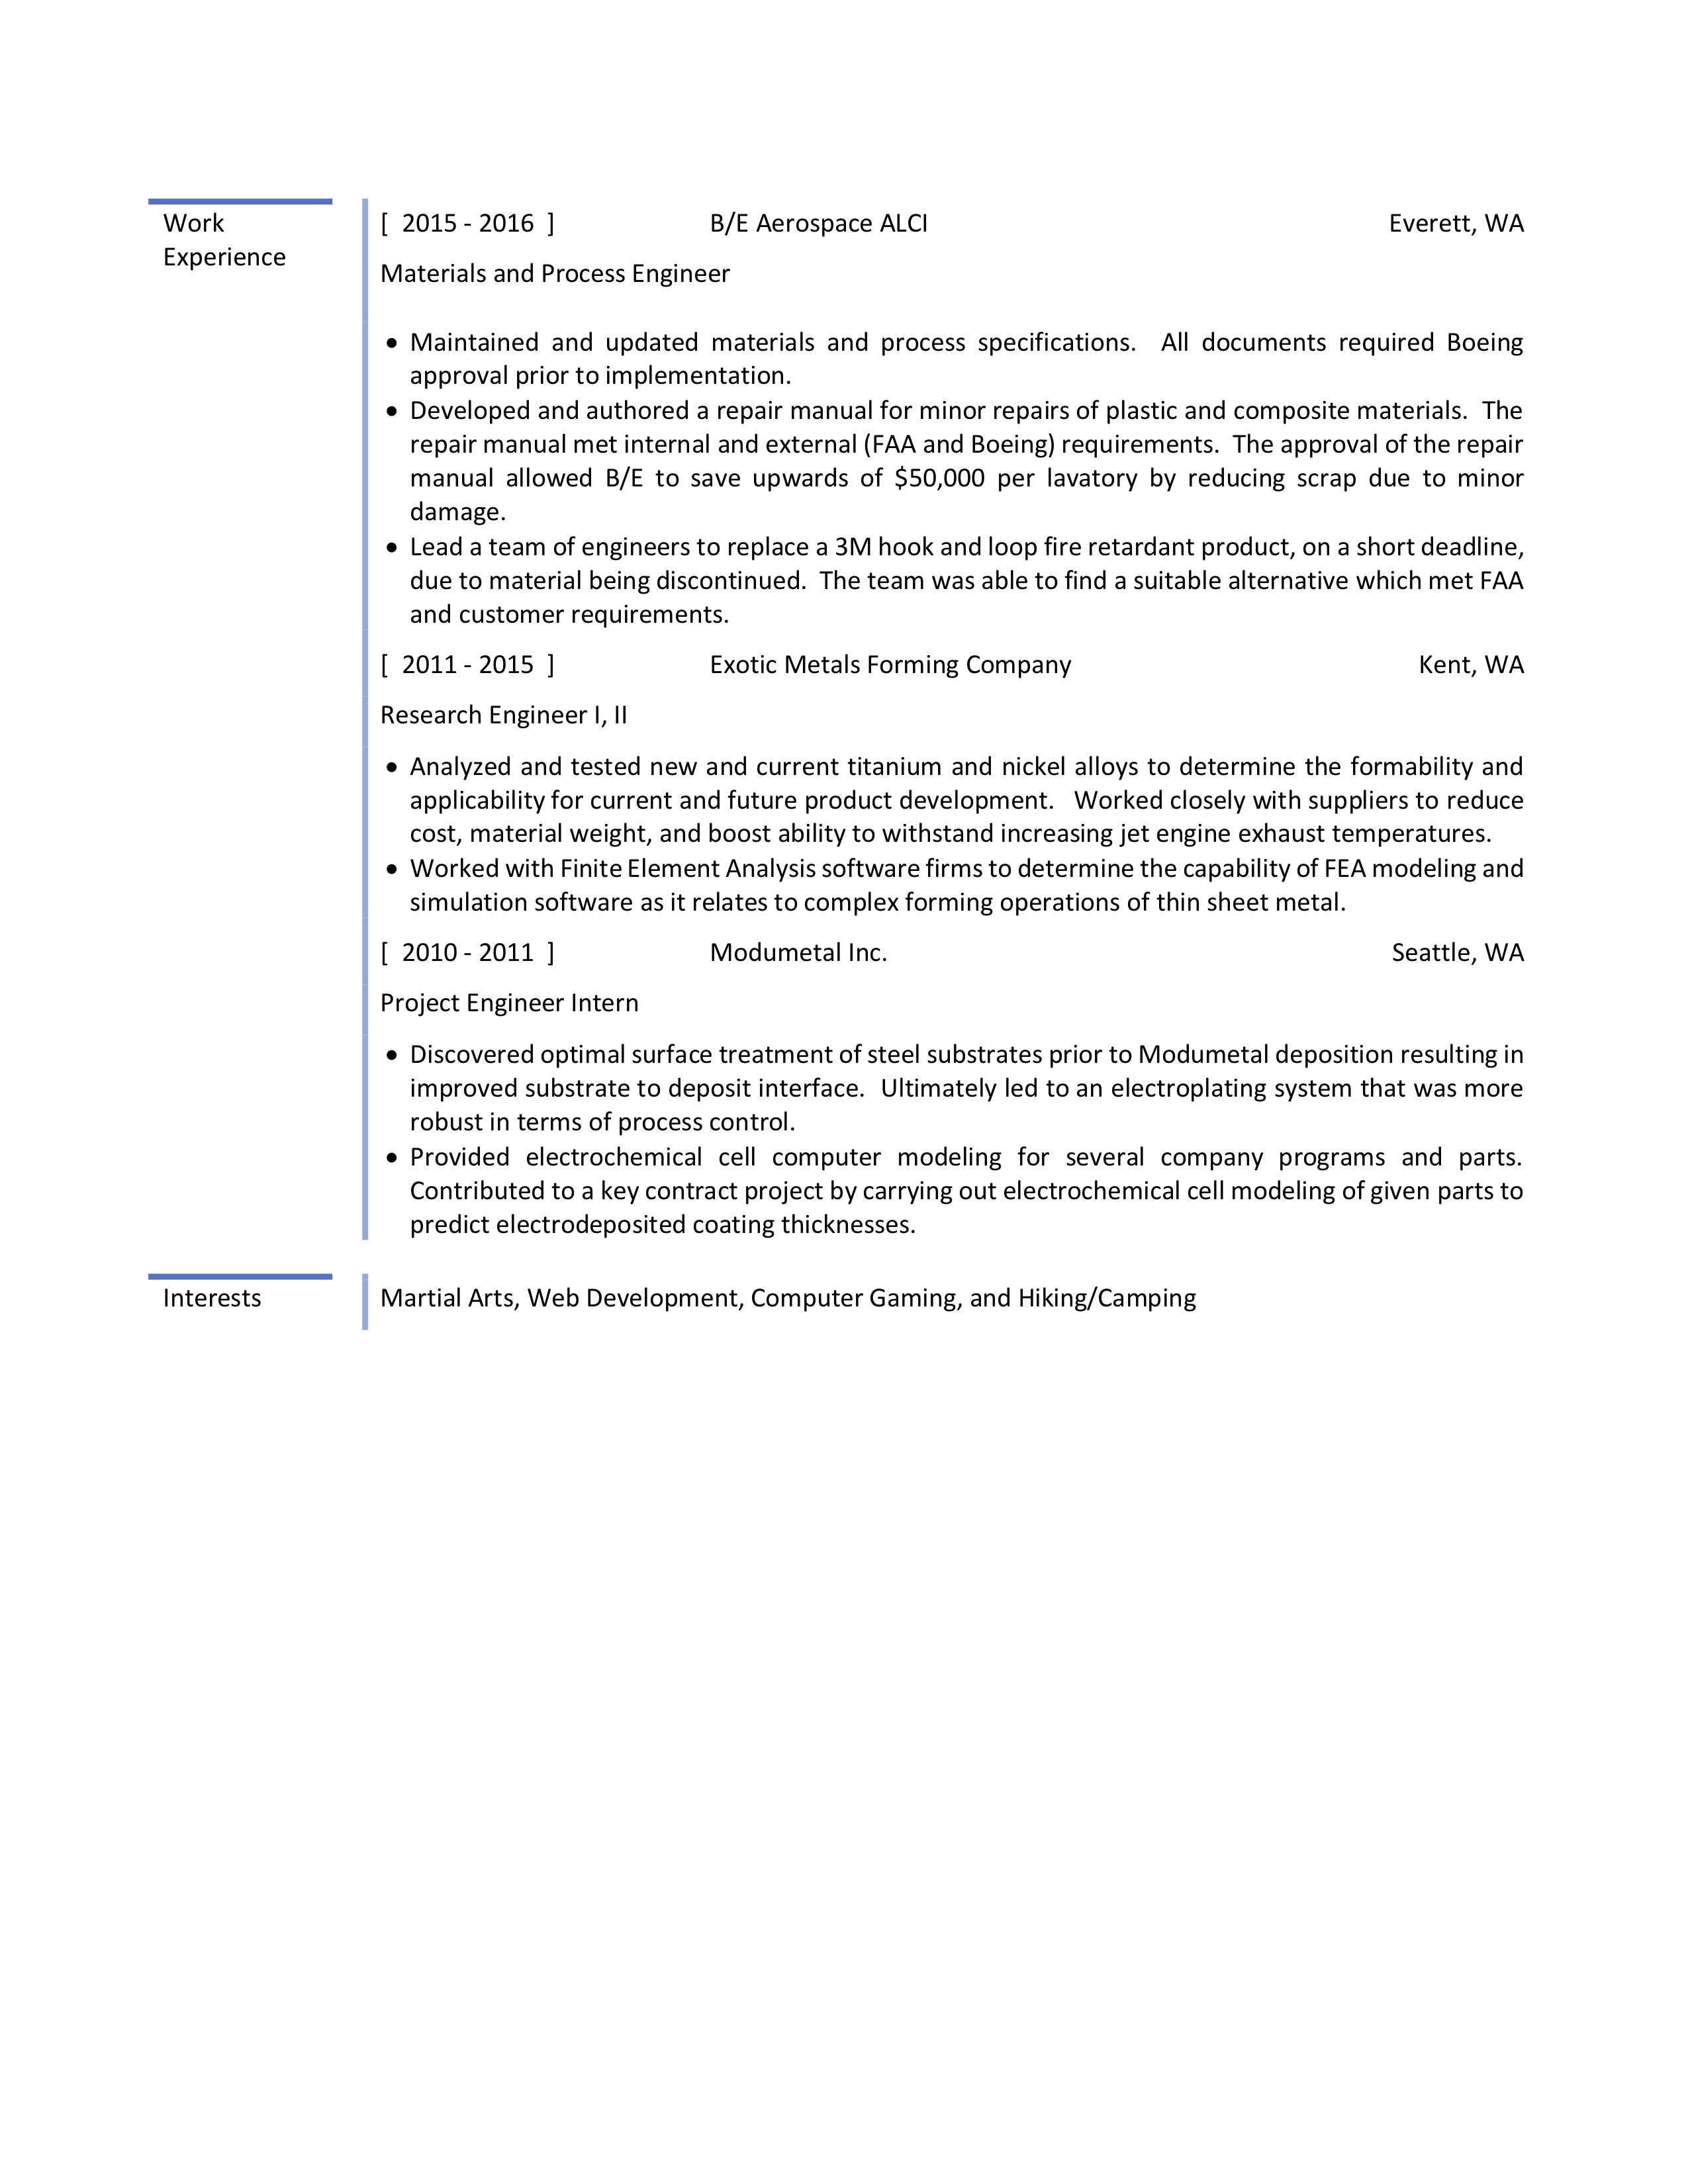 Work
Experience
[ 2015 - 2016 ] B/E Aerospace ALCI Everett, WA
Materials and Process Engineer
• Maintained and updated materials and process specifications. All documents required Boeing
approval prior to implementation.
• Developed and authored a repair manual for minor repairs of plastic and composite materials. The
repair manual met internal and external (FAA and Boeing) requirements. The approval of the repair
manual allowed B/E to save upwards of $50,000 per lavatory by reducing scrap due to minor
damage.
• Lead a team of engineers to replace a 3M hook and loop fire retardant product, on a short deadline,
due to material being discontinued. The team was able to find a suitable alternative which met FAA
and customer requirements.
[ 2011 - 2015 ] Exotic Metals Forming Company Kent, WA
Research Engineer I, II
• Analyzed and tested new and current titanium and nickel alloys to determine the formability and
applicability for current and future product development. Worked closely with suppliers to reduce
cost, material weight, and boost ability to withstand increasing jet engine exhaust temperatures.
• Worked with Finite Element Analysis software firms to determine the capability of FEA modeling and
simulation software as it relates to complex forming operations of thin sheet metal.
[ 2010 - 2011 ] Modumetal Inc. Seattle, WA
Project Engineer Intern
• Discovered optimal surface treatment of steel substrates prior to Modumetal deposition resulting in
improved substrate to deposit interface. Ultimately led to an electroplating system that was more
robust in terms of process control.
• Provided electrochemical cell computer modeling for several company programs and parts.
Contributed to a key contract project by carrying out electrochemical cell modeling of given parts to
predict electrodeposited coating thicknesses.
Interests
Martial Arts, Web Development, Computer Gaming, and Hiking/Camping